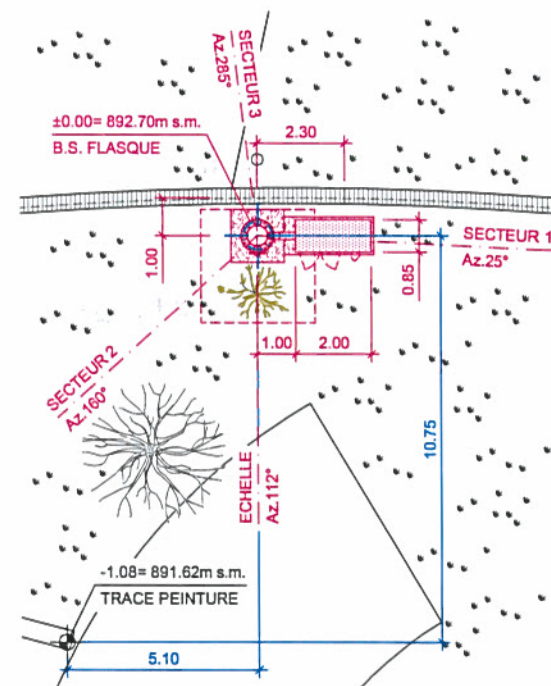 SECTEUR 3
Az.285°
±0.00= 892.70m s.m.
B.S. FLASQUE
2.30
SECTEUR 1
Az.25°
1.00
0.85
1.00
2.00
SECTEUR 2
Az.160°
10.75
ECHELLE
Az.112°
-1.08= 891.62m s.m.
TRACE PEINTURE
5.10